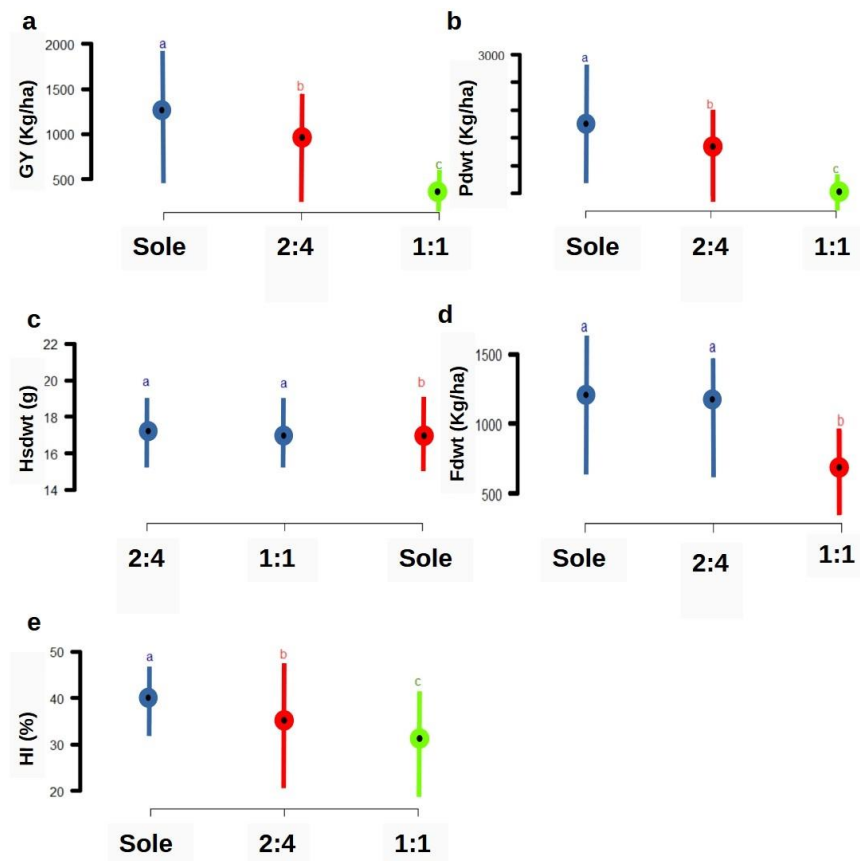 a
GY (Kg/ha)
2000
1500
1000
500
a
b
c
Sole 2:4 1:1
b
Pdwt (Kg/ha)
3000
a
b
c
Sole 2:4 1:1
c
Hsdwt (g)
22
20
18
16
14
a
a
b
2:4 1:1 Sole
d
Fdwt (Kg/ha)
1500
1000
500
a
a
b
Sole 2:4 1:1
e
HI (%)
50
40
30
20
a
b
c
Sole 2:4 1:1